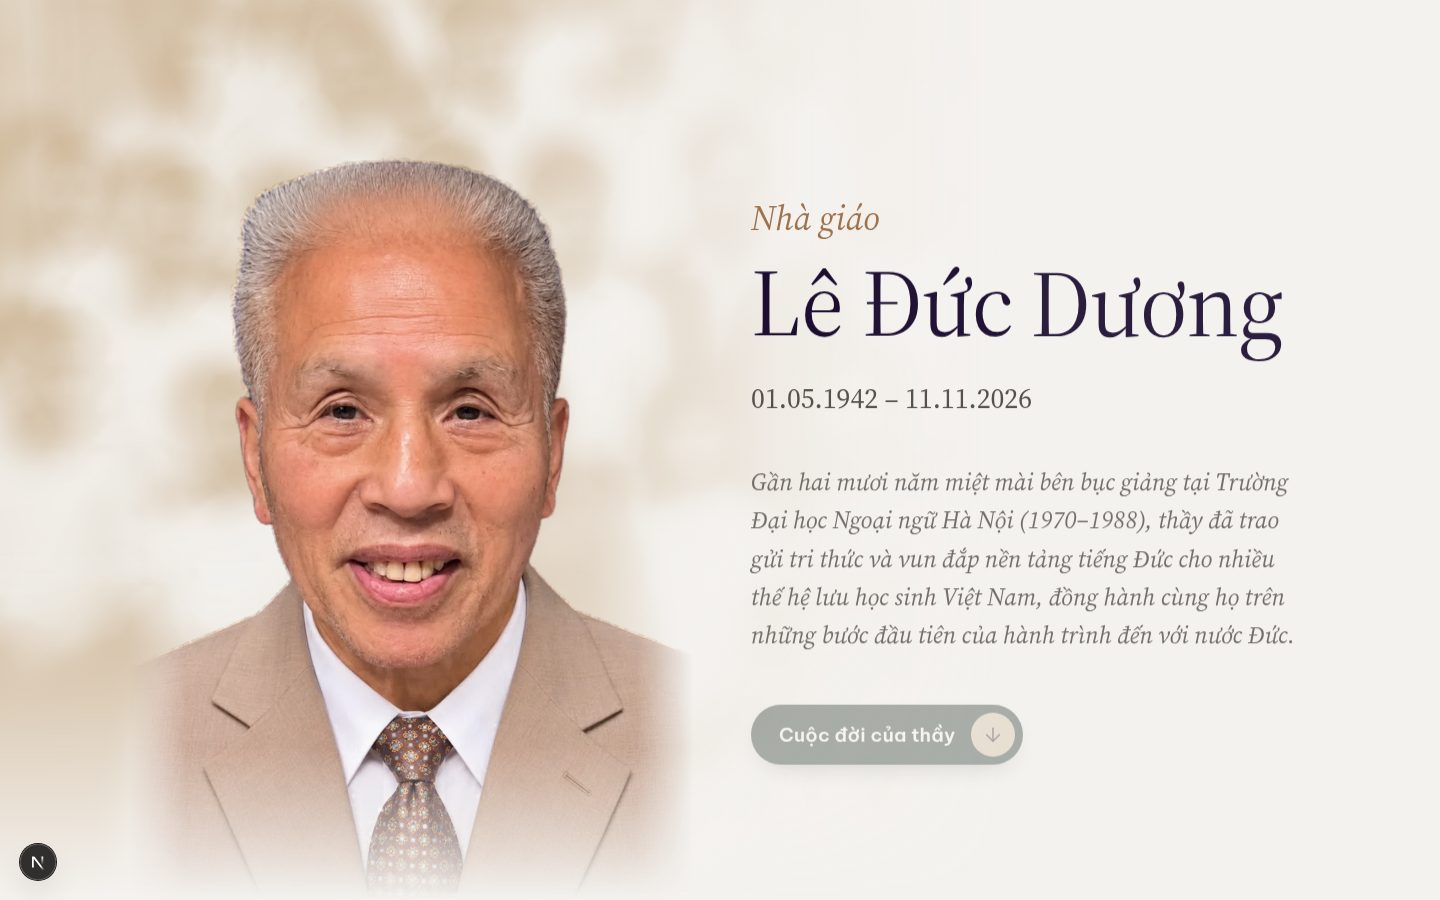 Nhà giáo
Lê Đức Dương
01.05.1942 – 11.11.2026
Gần hai mươi năm miệt mài bên bục giảng tại Trường
Đại học Ngoại ngữ Hà Nội (1970–1988), thầy đã trao
gửi tri thức và vun đắp nền tảng tiếng Đức cho nhiều
thế hệ lưu học sinh Việt Nam, đồng hành cùng họ trên
những bước đầu tiên của hành trình đến với nước Đức.
Cuộc đời của thầy
N